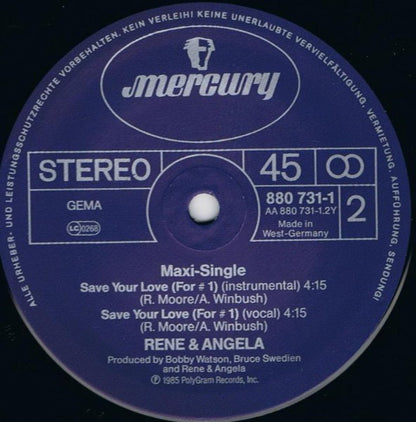 ALLE URHEBER- UND LEISTUNGSSCHUTZRECHTE VORBEHALTEN. KEIN VERLEIH! KEINE UNERLAUBTE VERVIELFÄLTIGUNG, VERMIETUNG, AUFFÜHRUNG, SENDUNG!
mercury
STEREO
45
GEMA
LC 0268
880 731-1
AA 880 731-1.2Y
Made in
West-Germany
2
Maxi-Single
Save Your Love (For # 1) (instrumental) 4:15
(R. Moore/A. Winbush)
Save Your Love (For # 1) (vocal) 4:15
(R. Moore/A. Winbush)
RENE & ANGELA
Produced by Bobby Watson, Bruce Swedien
and Rene & Angela
℗ 1985 PolyGram Records, Inc.